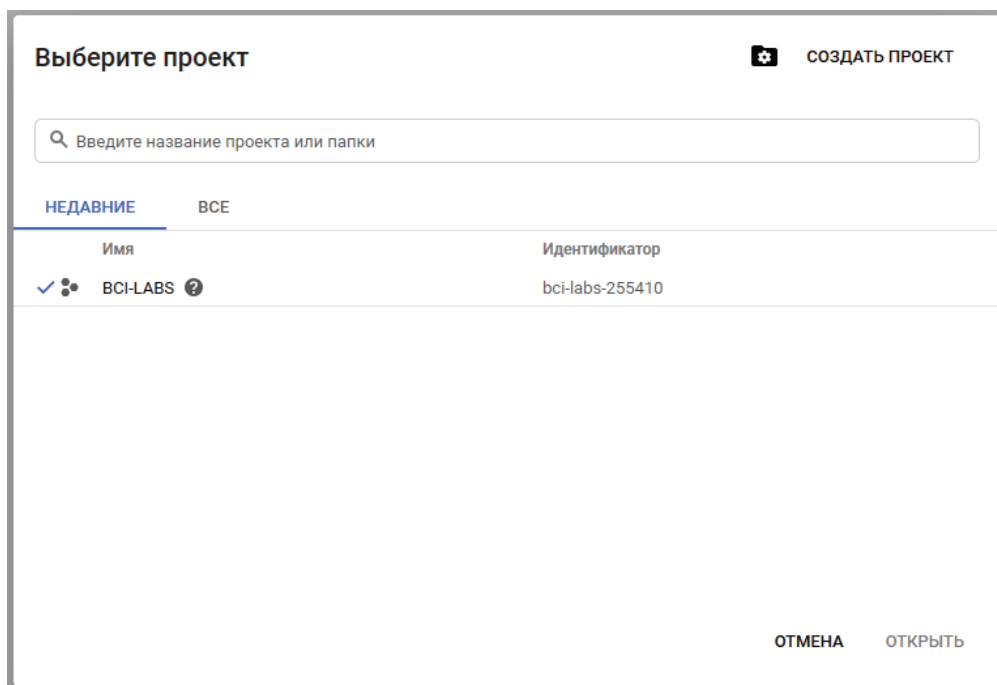 Выберите проект
СОЗДАТЬ ПРОЕКТ
Введите название проекта или папки
НЕДАВНИЕ ВСЕ
Имя Идентификатор
BCI-LABS bci-labs-255410
ОТМЕНА ОТКРЫТЬ